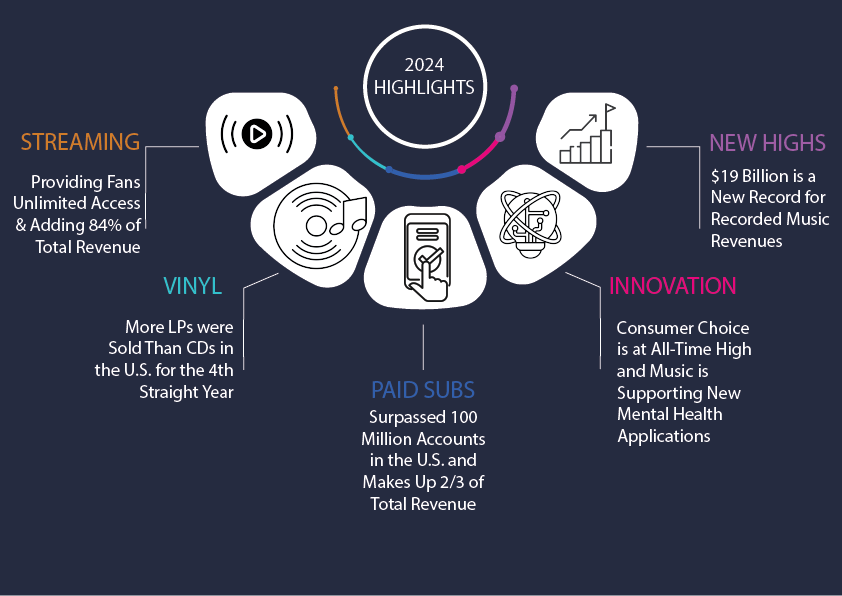 2024
HIGHLIGHTS
STREAMING
Providing Fans
Unlimited Access
& Adding 84% of
Total Revenue
VINYL
More LPs were
Sold Than CDs in
the U.S. for the 4th
Straight Year
PAID SUBS
Surpassed 100
Million Accounts
in the U.S. and
Makes Up 2/3 of
Total Revenue
INNOVATION
Consumer Choice
is at All-Time High
and Music is
Supporting New
Mental Health
Applications
NEW HIGHS
$19 Billion is a
New Record for
Recorded Music
Revenues